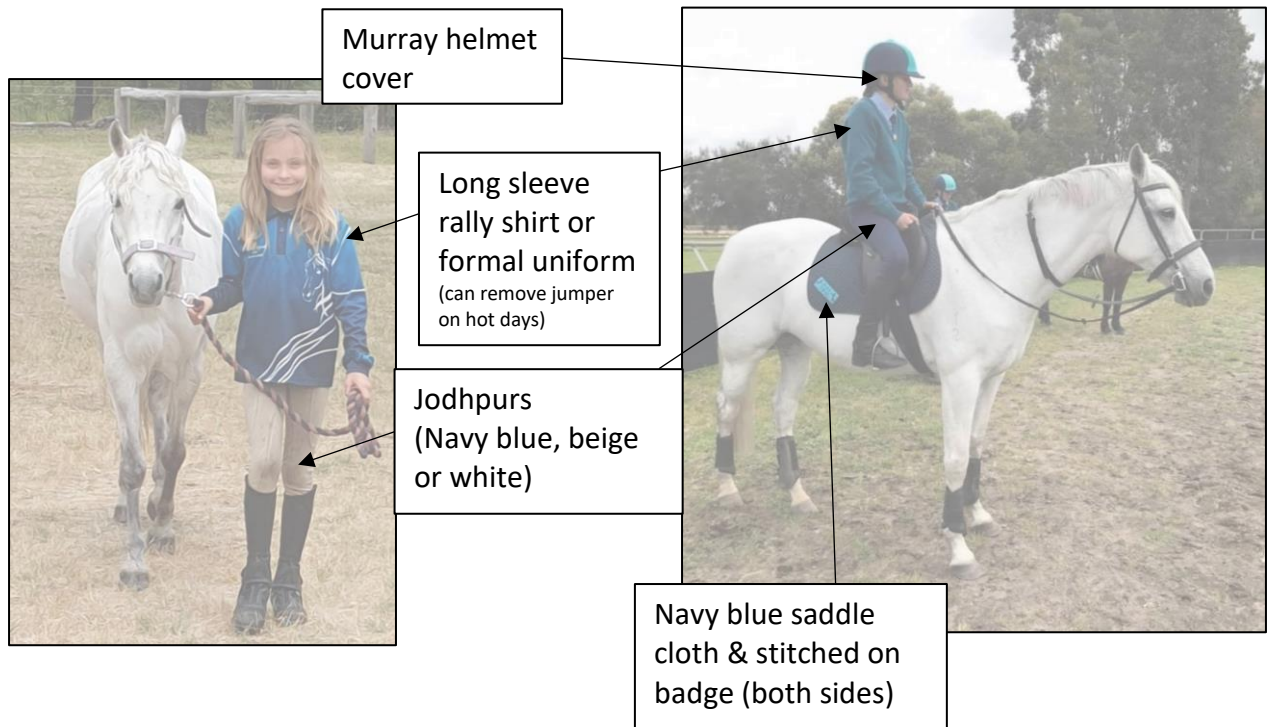 Murray helmet
cover
Long sleeve
rally shirt or
formal uniform
(can remove jumper
on hot days)
Jodhpurs
(Navy blue, beige
or white)
Navy blue saddle
cloth & stitched on
badge (both sides)